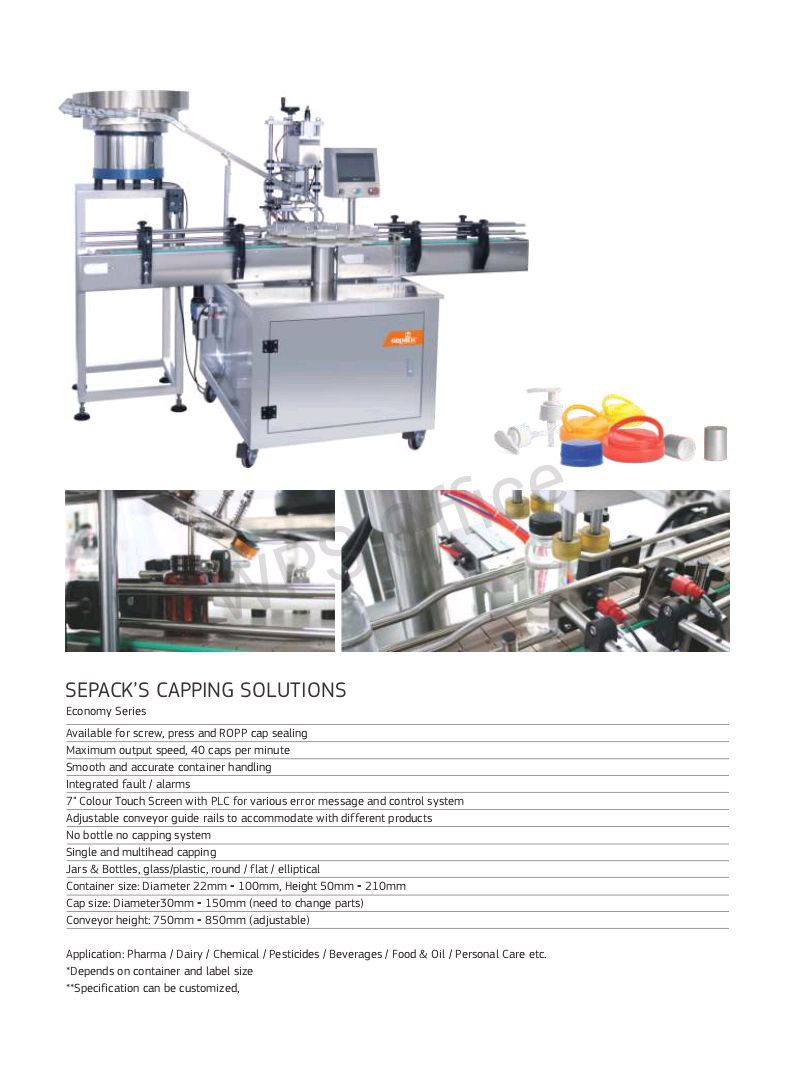 sepack
WPS Office
SEPACK’S CAPPING SOLUTIONS
Economy Series
Available for screw, press and ROPP cap sealing
Maximum output speed, 40 caps per minute
Smooth and accurate container handling
Integrated fault / alarms
7" Colour Touch Screen with PLC for various error message and control system
Adjustable conveyor guide rails to accommodate with different products
No bottle no capping system
Single and multihead capping
Jars & Bottles, glass/plastic, round / flat / elliptical
Container size: Diameter 22mm - 100mm, Height 50mm - 210mm
Cap size: Diameter30mm - 150mm (need to change parts)
Conveyor height: 750mm - 850mm (adjustable)
Application: Pharma / Dairy / Chemical / Pesticides / Beverages / Food & Oil / Personal Care etc.
*Depends on container and label size
**Specification can be customized,